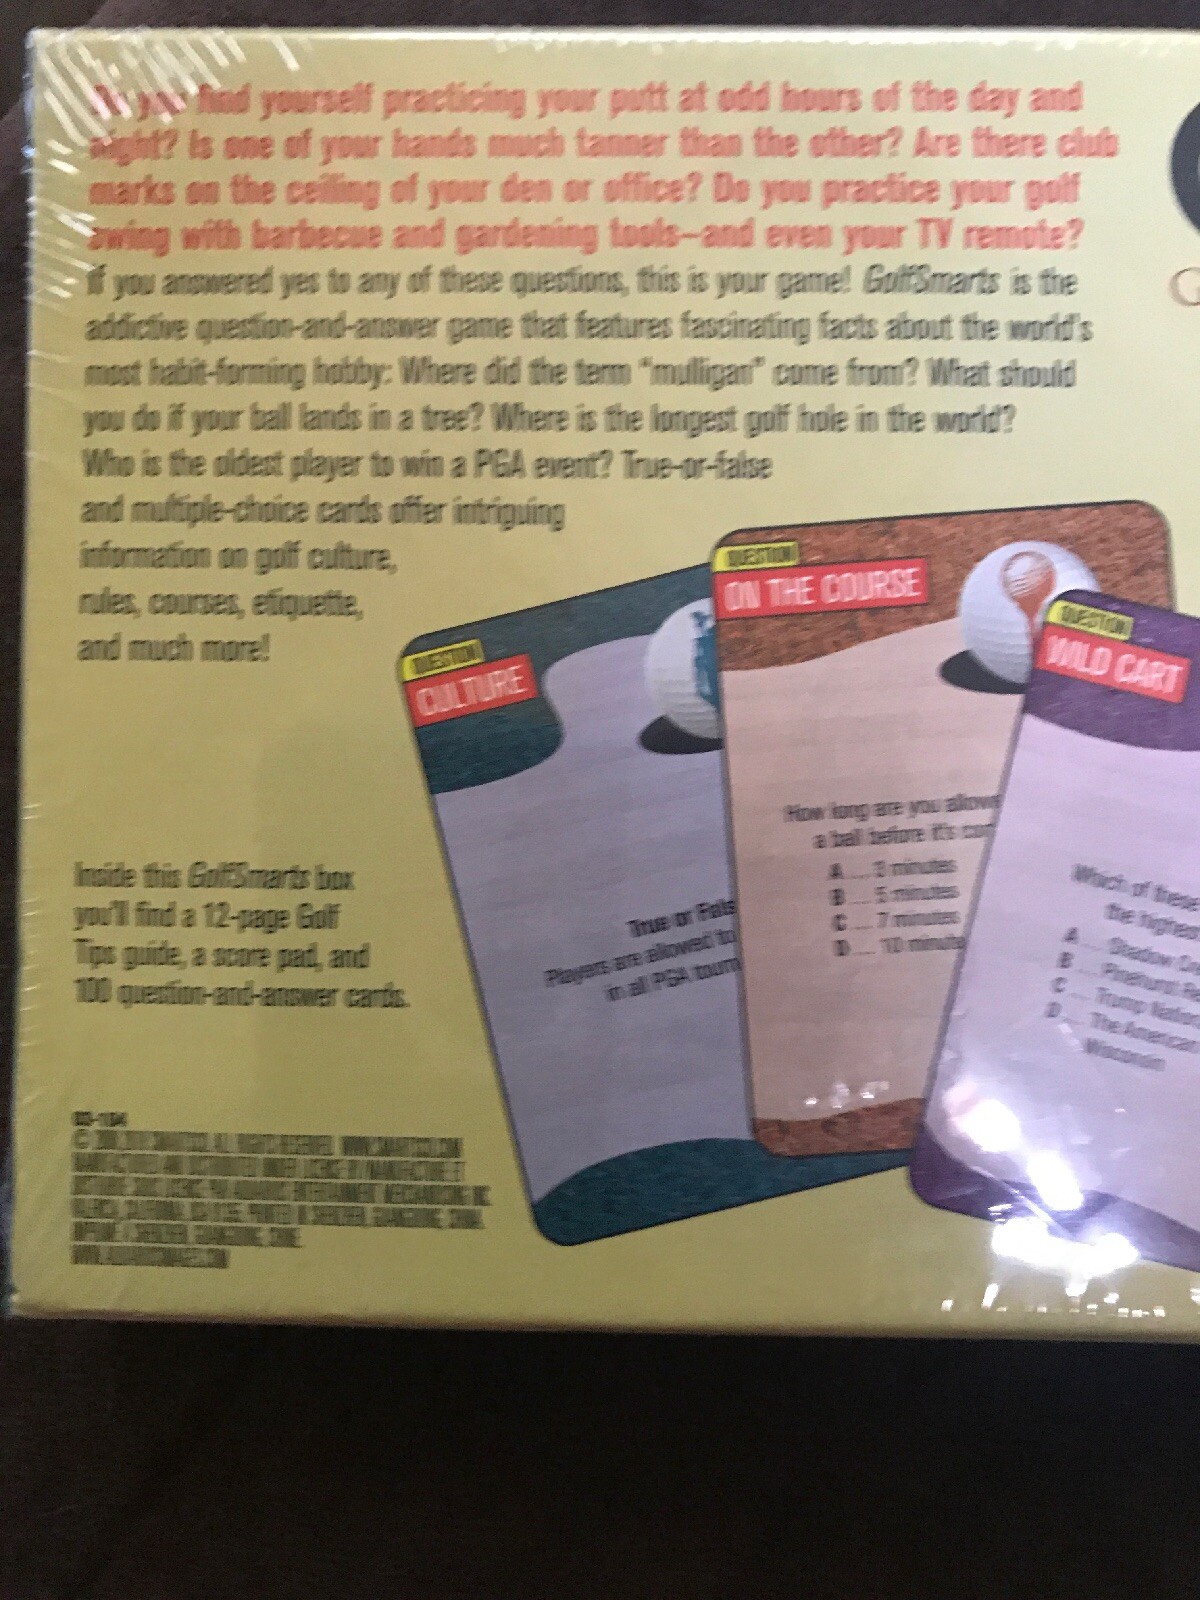 Do you find yourself practicing your putt at odd hours of the day and
night? Is one of your hands much tanner than the other? Are there club
marks on the ceiling of your den or office? Do you practice your golf
swing with barbecue and gardening tools—and even your TV remote?
If you answered yes to any of these questions, this is your game! GolfSmarts is the
addictive question-and-answer game that features fascinating facts about the world's
most habit-forming hobby: Where did the term "mulligan" come from? What should
you do if your ball lands in a tree? Where is the longest golf hole in the world?
Who is the oldest player to win a PGA event? True-or-false
and multiple-choice cards offer intriguing
information on golf culture,
rules, courses, etiquette,
and much more!
QUESTION
CULTURE
True or Fals
Players are allowed to
in all PGA tourn
QUESTION
ON THE COURSE
How long are you allow
a ball before it's con
A ... 3 minutes
B ... 5 minutes
C ... 7 minutes
D ... 10 minute
QUESTION
WILD CART
Which of these
the highes
A ... Shadow Cr
B ... Pinehurst Re
C ... Trump Nation
D ... The American
Wisconsin
Inside this GolfSmarts box
you'll find a 12-page Golf
Tips guide, a score pad, and
100 question-and-answer cards.
ALL RIGHTS RESERVED.